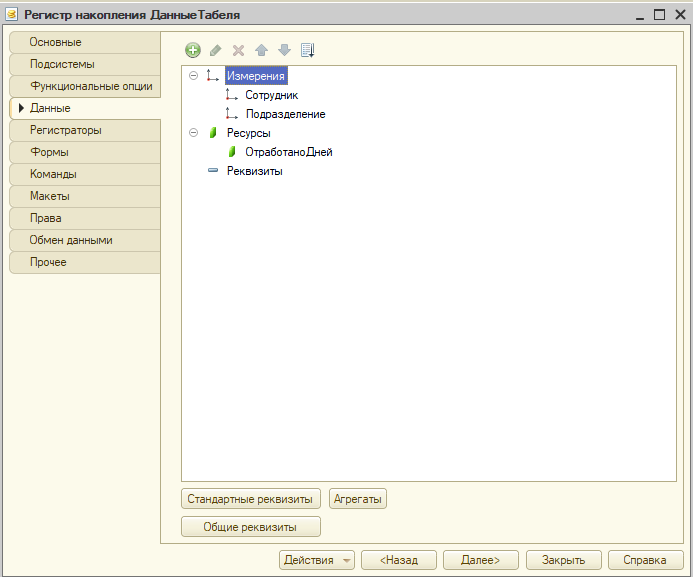 Регистр накопления ДанныеТабеля
Основные
Подсистемы
Функциональные опции
Данные
Регистраторы
Формы
Команды
Макеты
Права
Обмен данными
Прочее
Измерения
Сотрудник
Подразделение
Ресурсы
ОтработаноДней
Реквизиты
Стандартные реквизиты
Агрегаты
Общие реквизиты
Действия
<Назад
Далее>
Закрыть
Справка